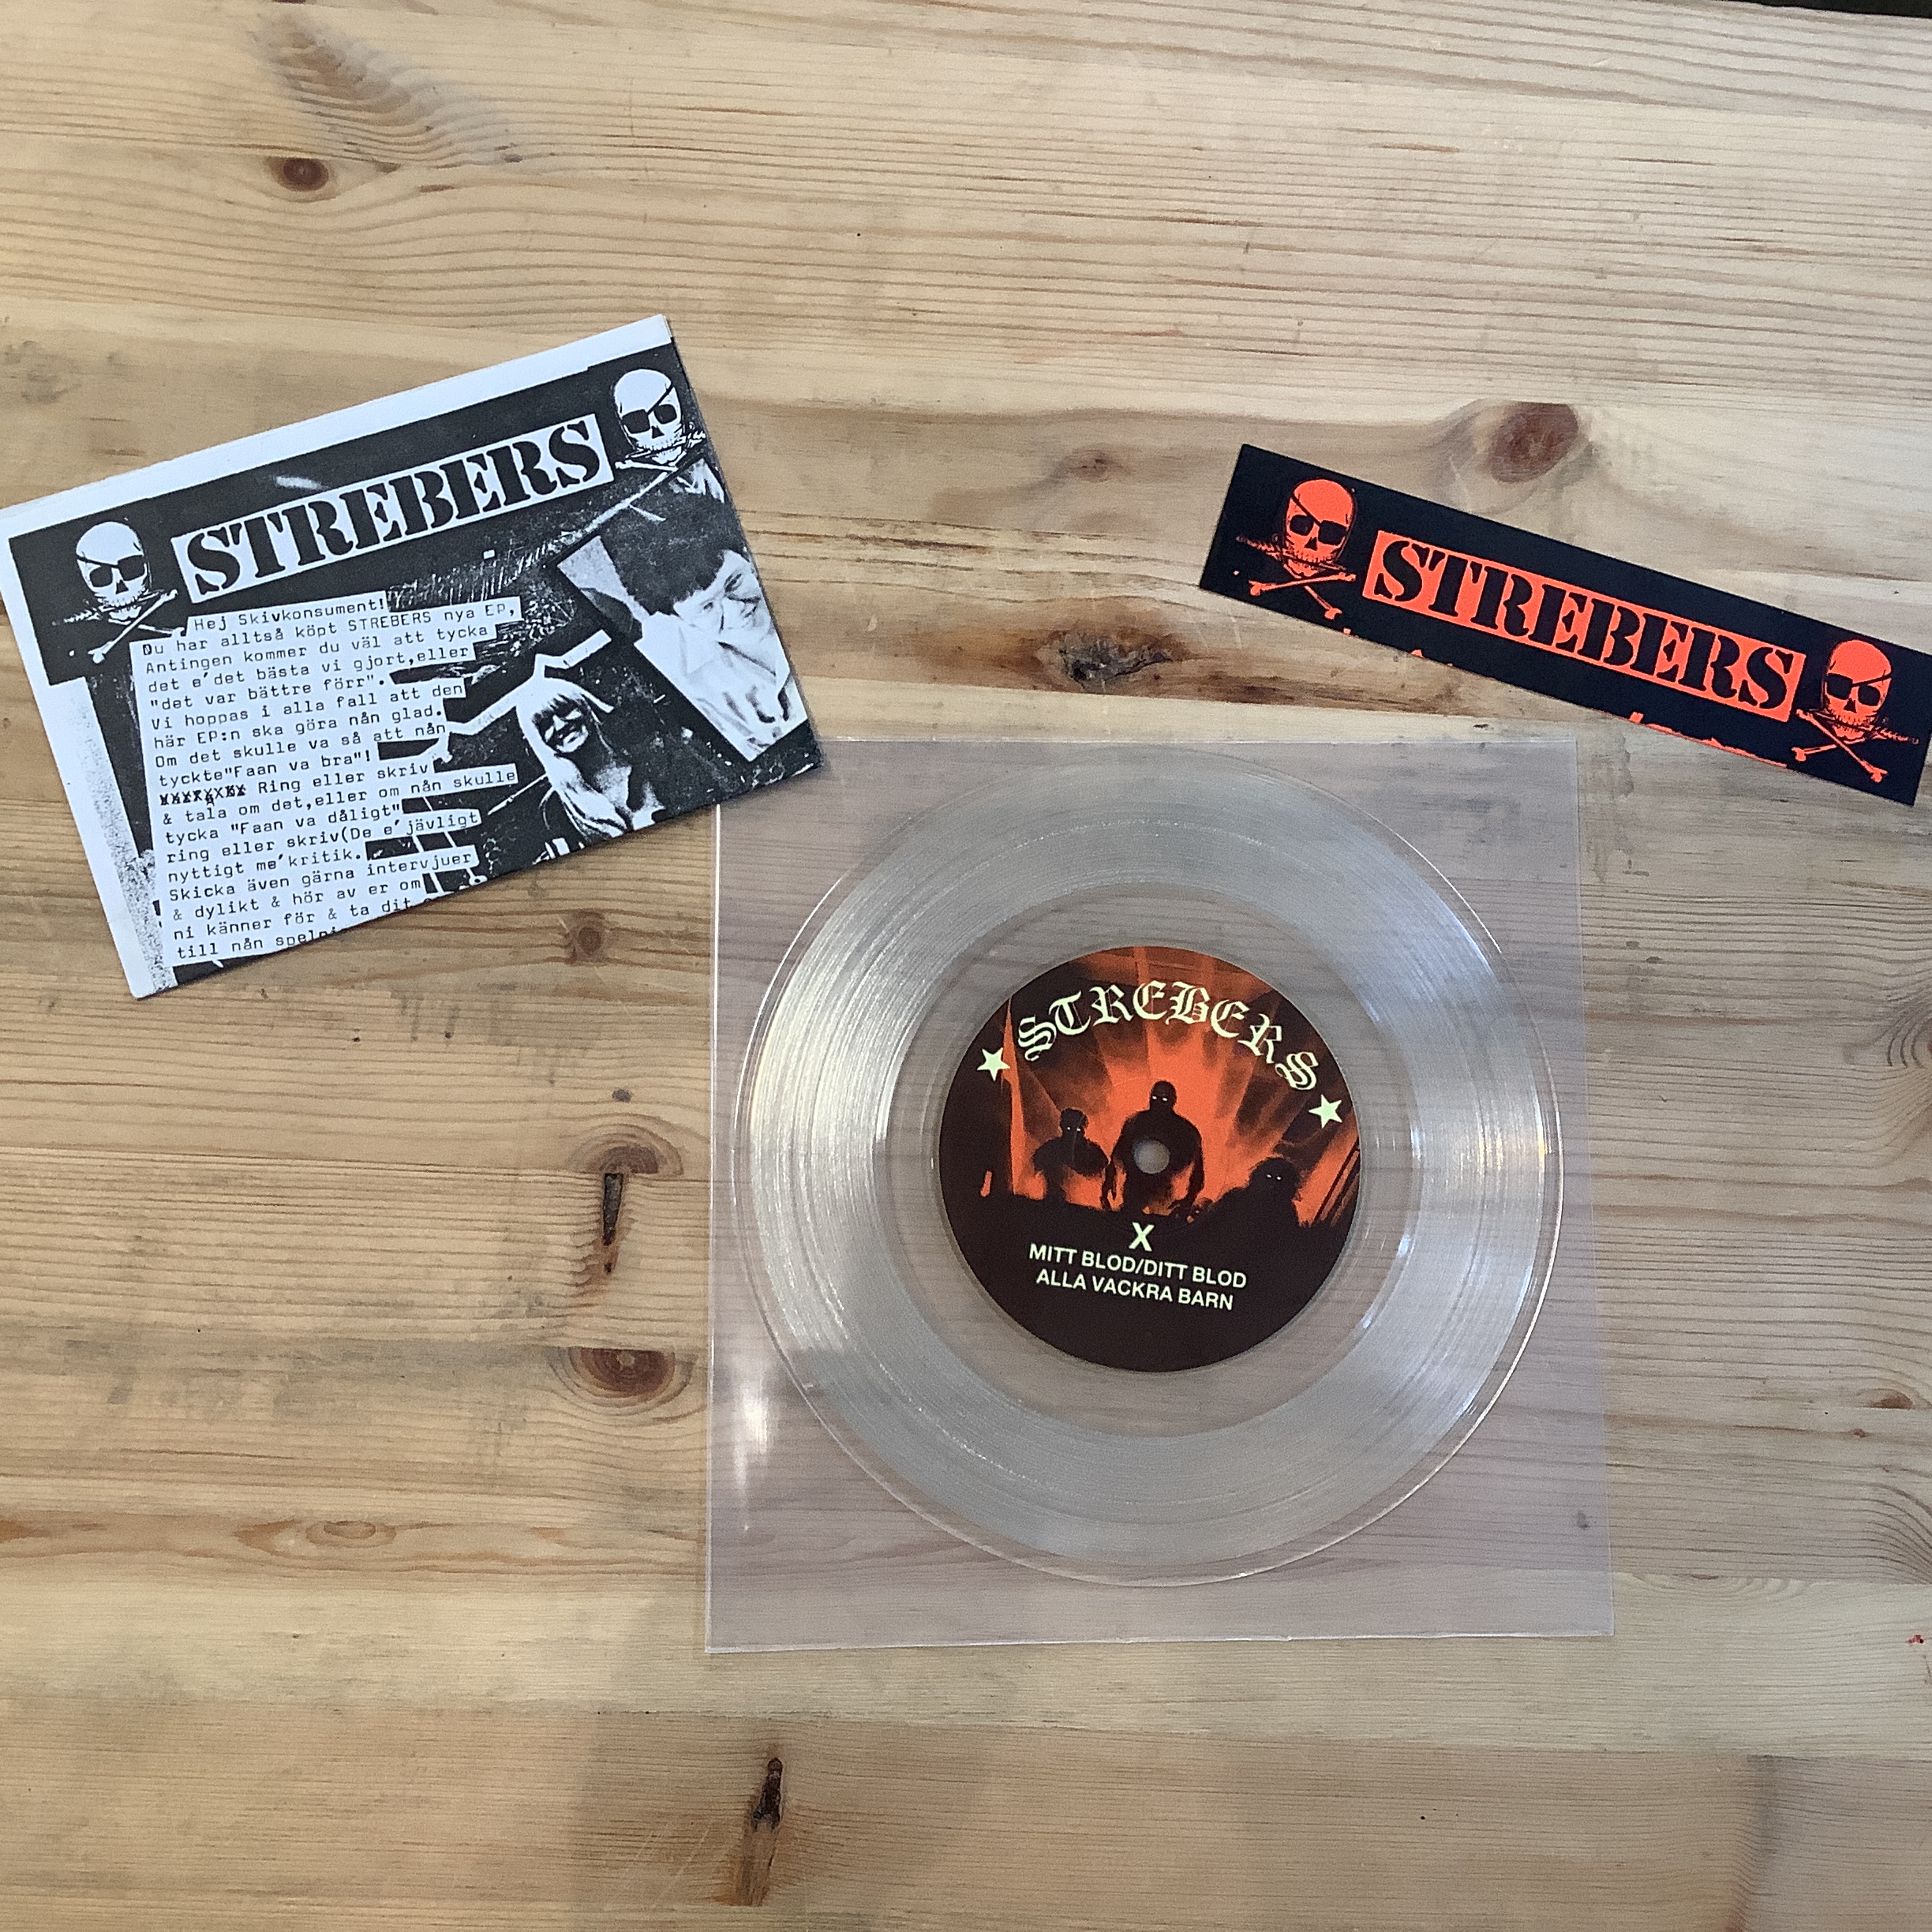 STREBERS
Hej Skivkonsument!
Du har alltså köpt STREBERS nya EP,
Antingen kommer du väl att tycka
det e'det bästa vi gjort,eller
"det var bättre förr".
Vi hoppas i alla fall att den
här EP:n ska göra nån glad.
Om det skulle va så att nån
tyckte"Faan va bra"!
Ring eller skriv
& tala om det,eller om nån skulle
tycka "Faan va dåligt"
ring eller skriv(De e'jävligt
nyttigt me'kritik.
Skicka även gärna intervjuer
& dylikt & hör av er om
ni känner för & ta dit
till nån
STREBERS
STREBERS
X
MITT BLOD/DITT BLOD
ALLA VACKRA BARN